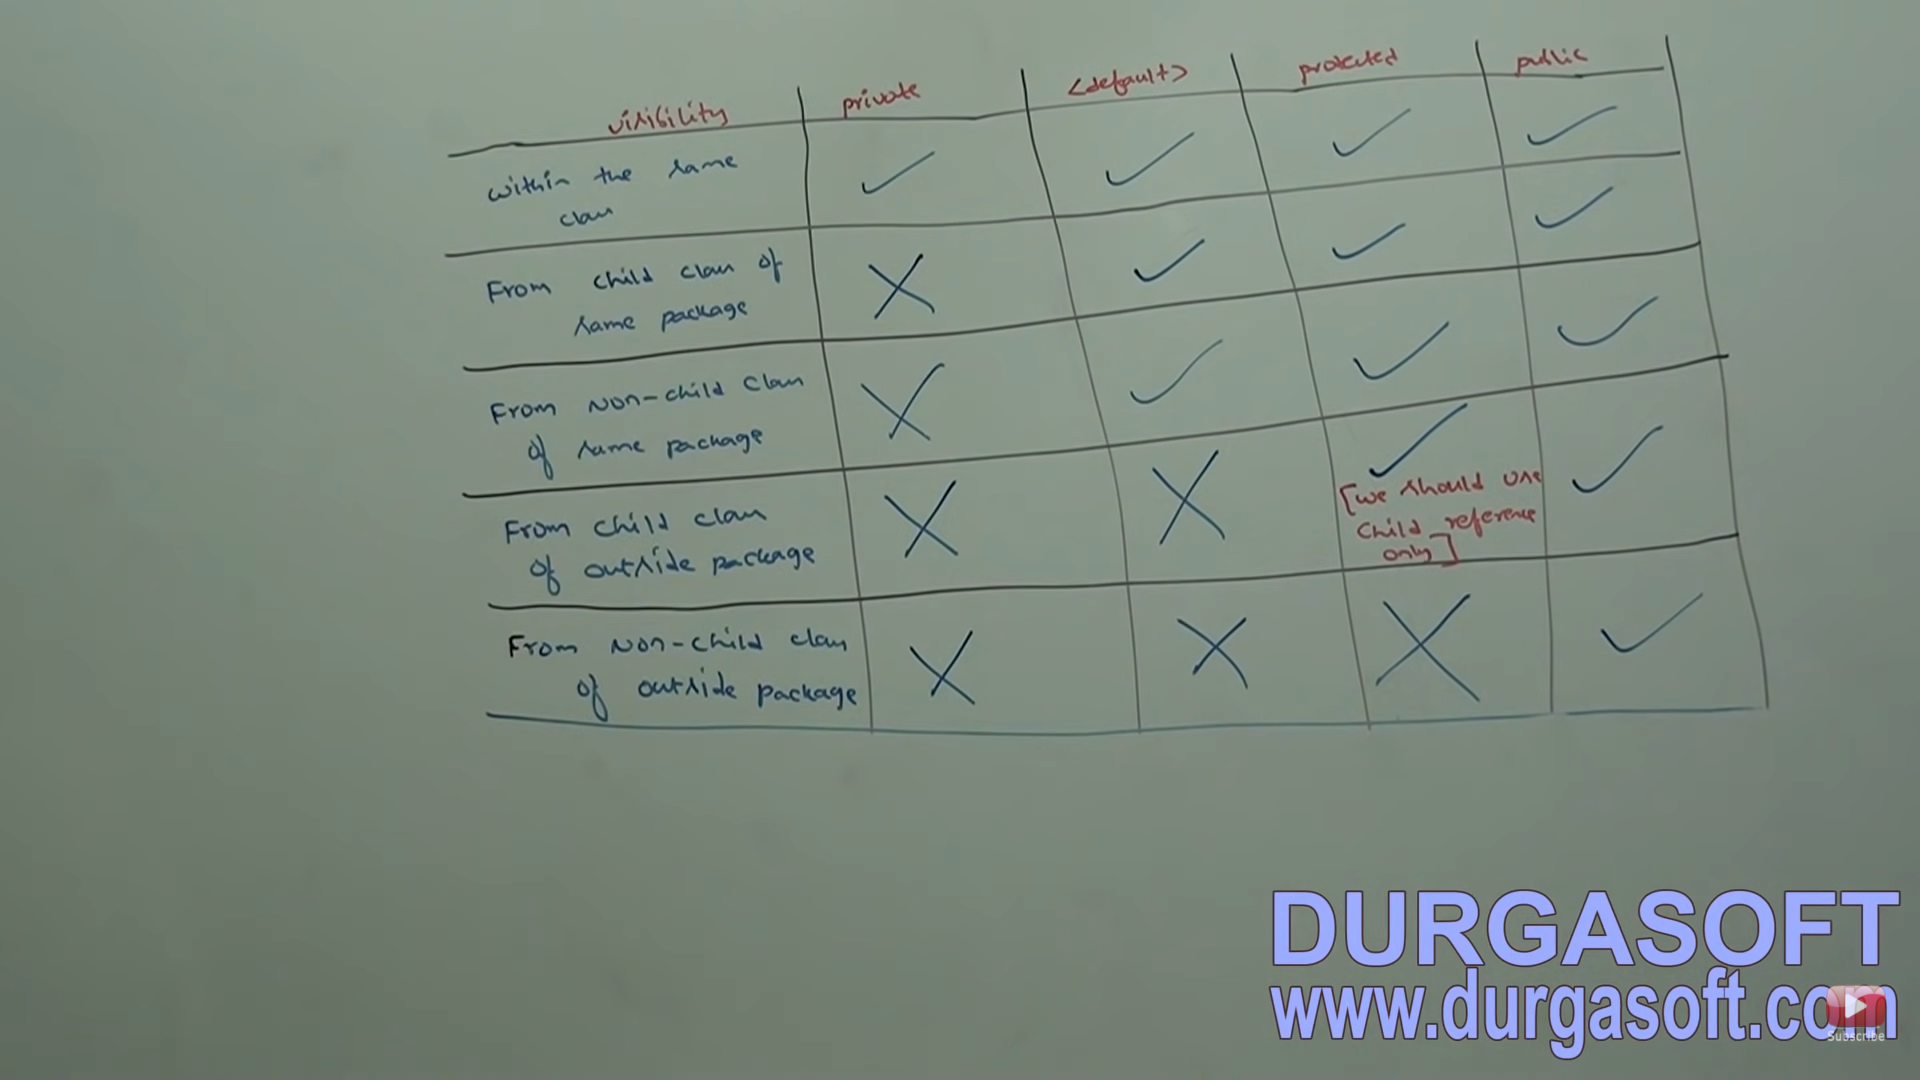 visibility private <default> protected public
within the same ✓ ✓ ✓ ✓
class
From child class of ✗ ✓ ✓ ✓
same package
From non-child class ✗ ✓ ✓ ✓
of same package
From child class ✗ ✗ ✓ ✓
of outside package
[we should use
child reference
only]
From non-child class ✗ ✗ ✗ ✓
of outside package
DURGASOFT
www.durgasoft.com
Subscribe